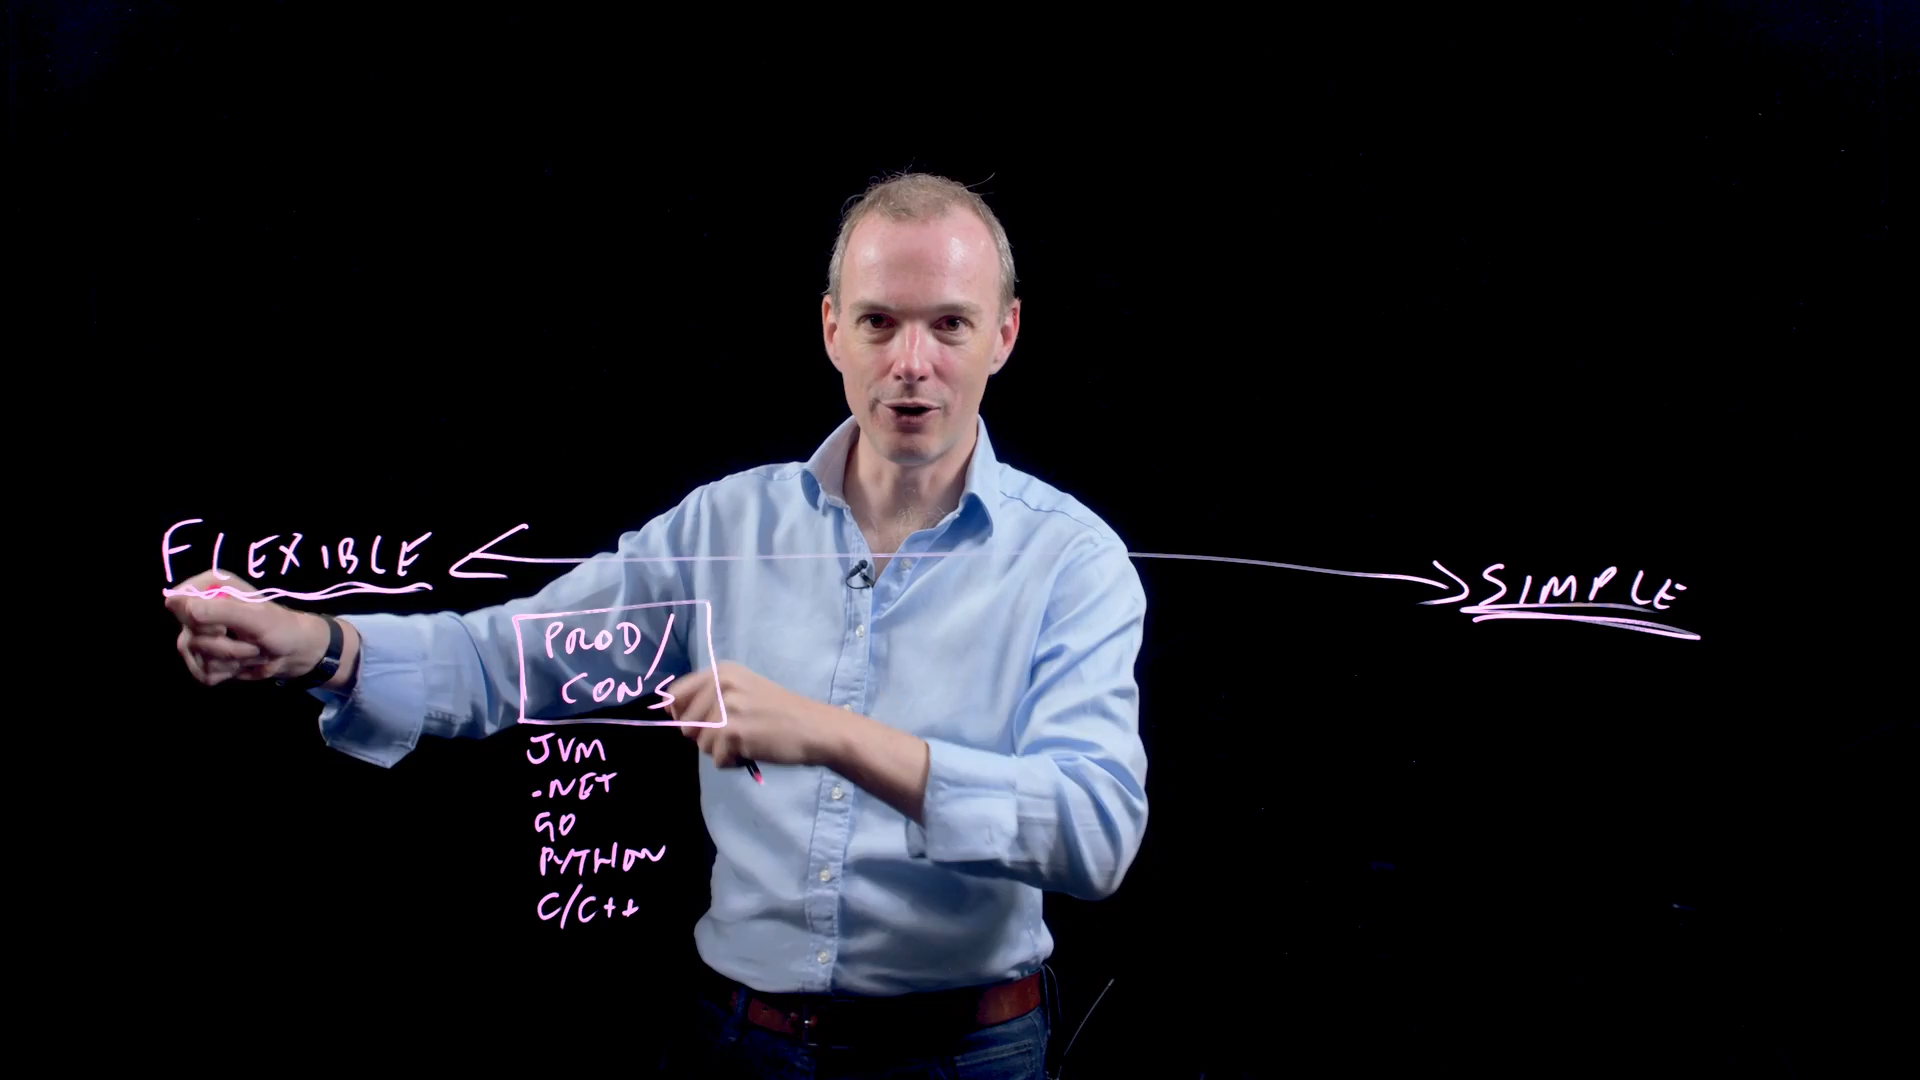 FLEXIBLE
SIMPLE
PROD/
CONS
JVM
.NET
GO
PYTHON
C/C++